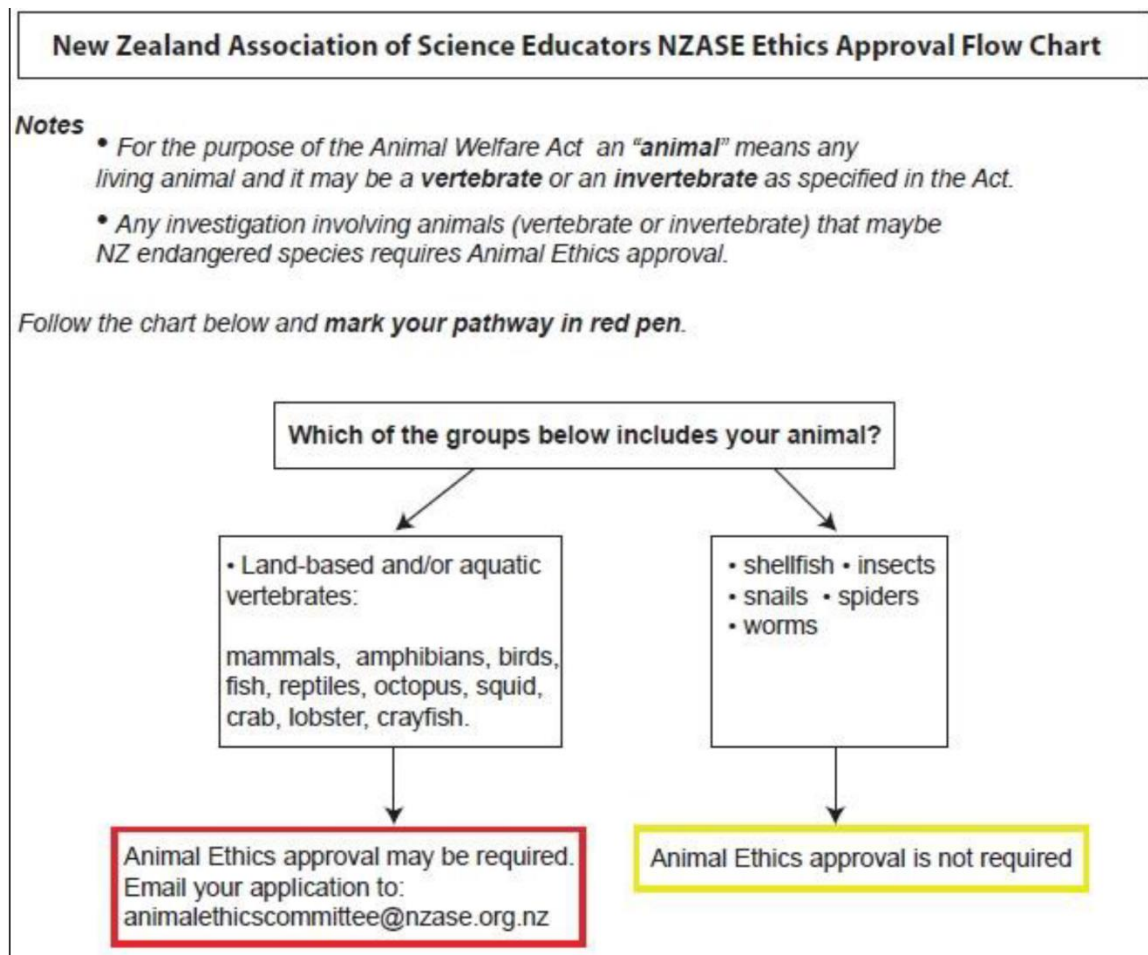 New Zealand Association of Science Educators NZASE Ethics Approval Flow Chart
Notes
• For the purpose of the Animal Welfare Act an “animal” means any
living animal and it may be a vertebrate or an invertebrate as specified in the Act.
• Any investigation involving animals (vertebrate or invertebrate) that maybe
NZ endangered species requires Animal Ethics approval.
Follow the chart below and mark your pathway in red pen.
Which of the groups below includes your animal?
• Land-based and/or aquatic
vertebrates:
mammals, amphibians, birds,
fish, reptiles, octopus, squid,
crab, lobster, crayfish.
• shellfish • insects
• snails • spiders
• worms
Animal Ethics approval may be required.
Email your application to:
animalethicscommittee@nzase.org.nz
Animal Ethics approval is not required